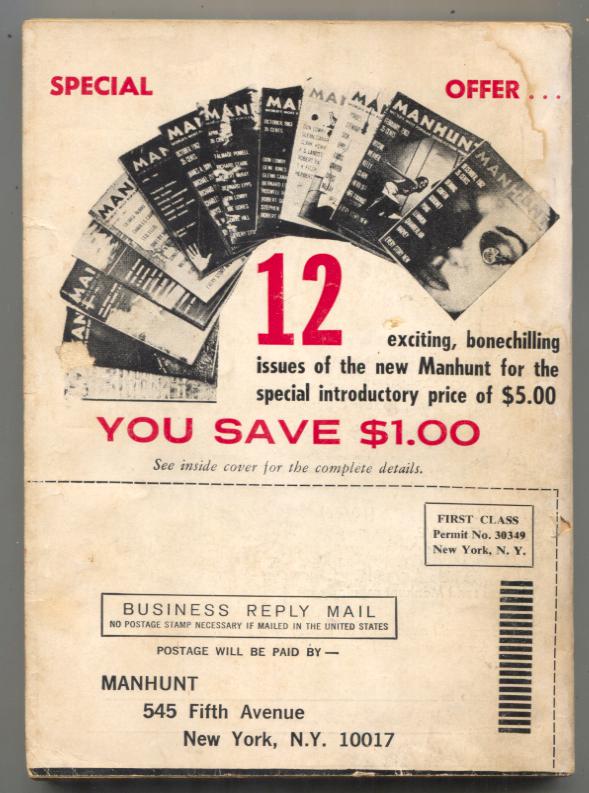 SPECIAL OFFER . . .
MANHUNT
MANHUNT
12
exciting, bonechilling
issues of the new Manhunt for the
special introductory price of $5.00
YOU SAVE $1.00
See inside cover for the complete details.
FIRST CLASS
Permit No. 30349
New York, N. Y.
BUSINESS REPLY MAIL
NO POSTAGE STAMP NECESSARY IF MAILED IN THE UNITED STATES
POSTAGE WILL BE PAID BY —
MANHUNT
545 Fifth Avenue
New York, N.Y. 10017